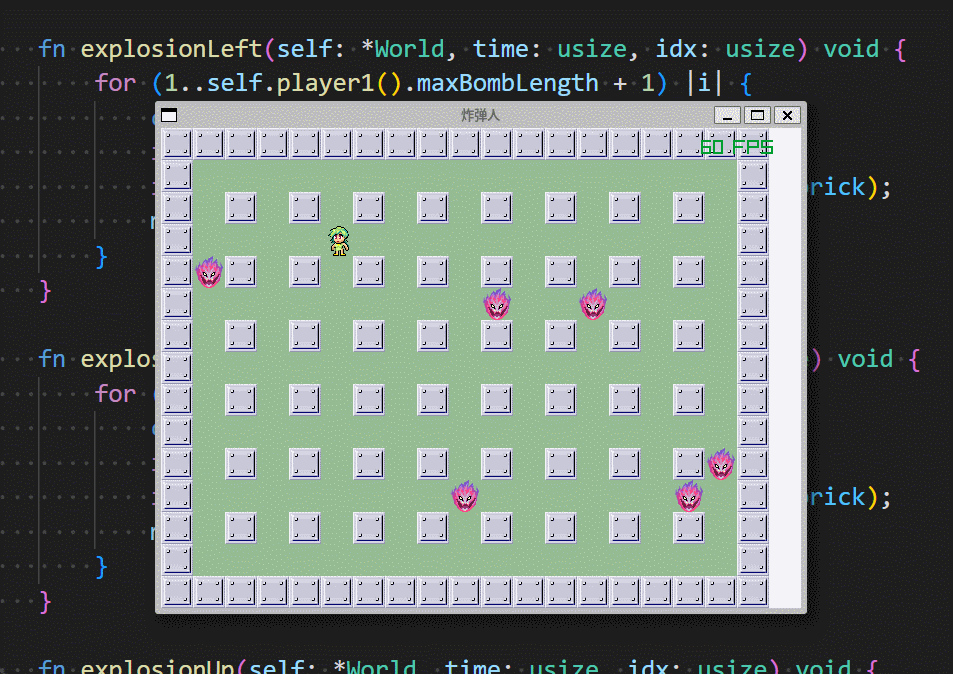 fn explosionLeft(self: *World, time: usize, idx: usize) void {
for (1..self.player1().maxBombLength + 1) |i| {
炸弹人
60 FPS
rick);
}
}
fn explos ) void {
for
rick);
}
}
fn explosionUp(self: *World, time: usize, idx: usize) void {